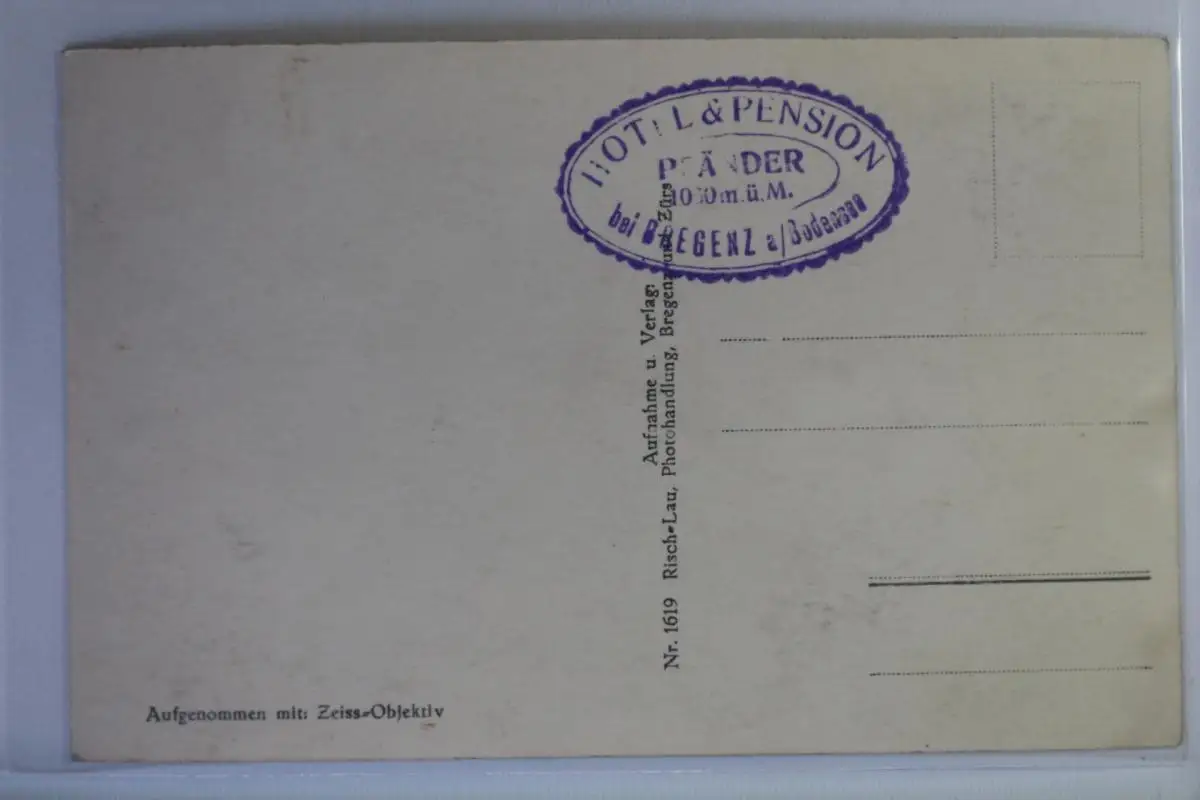 HOTEL & PENSION
PFÄNDER
1060 m.ü.M.
bei BREGENZ a/Bodensee
Aufnahme u. Verlag:
Nr. 1619 Risch-Lau, Photohandlung, Bregenz und Zürs
Aufgenommen mit: Zeiss-Objektiv